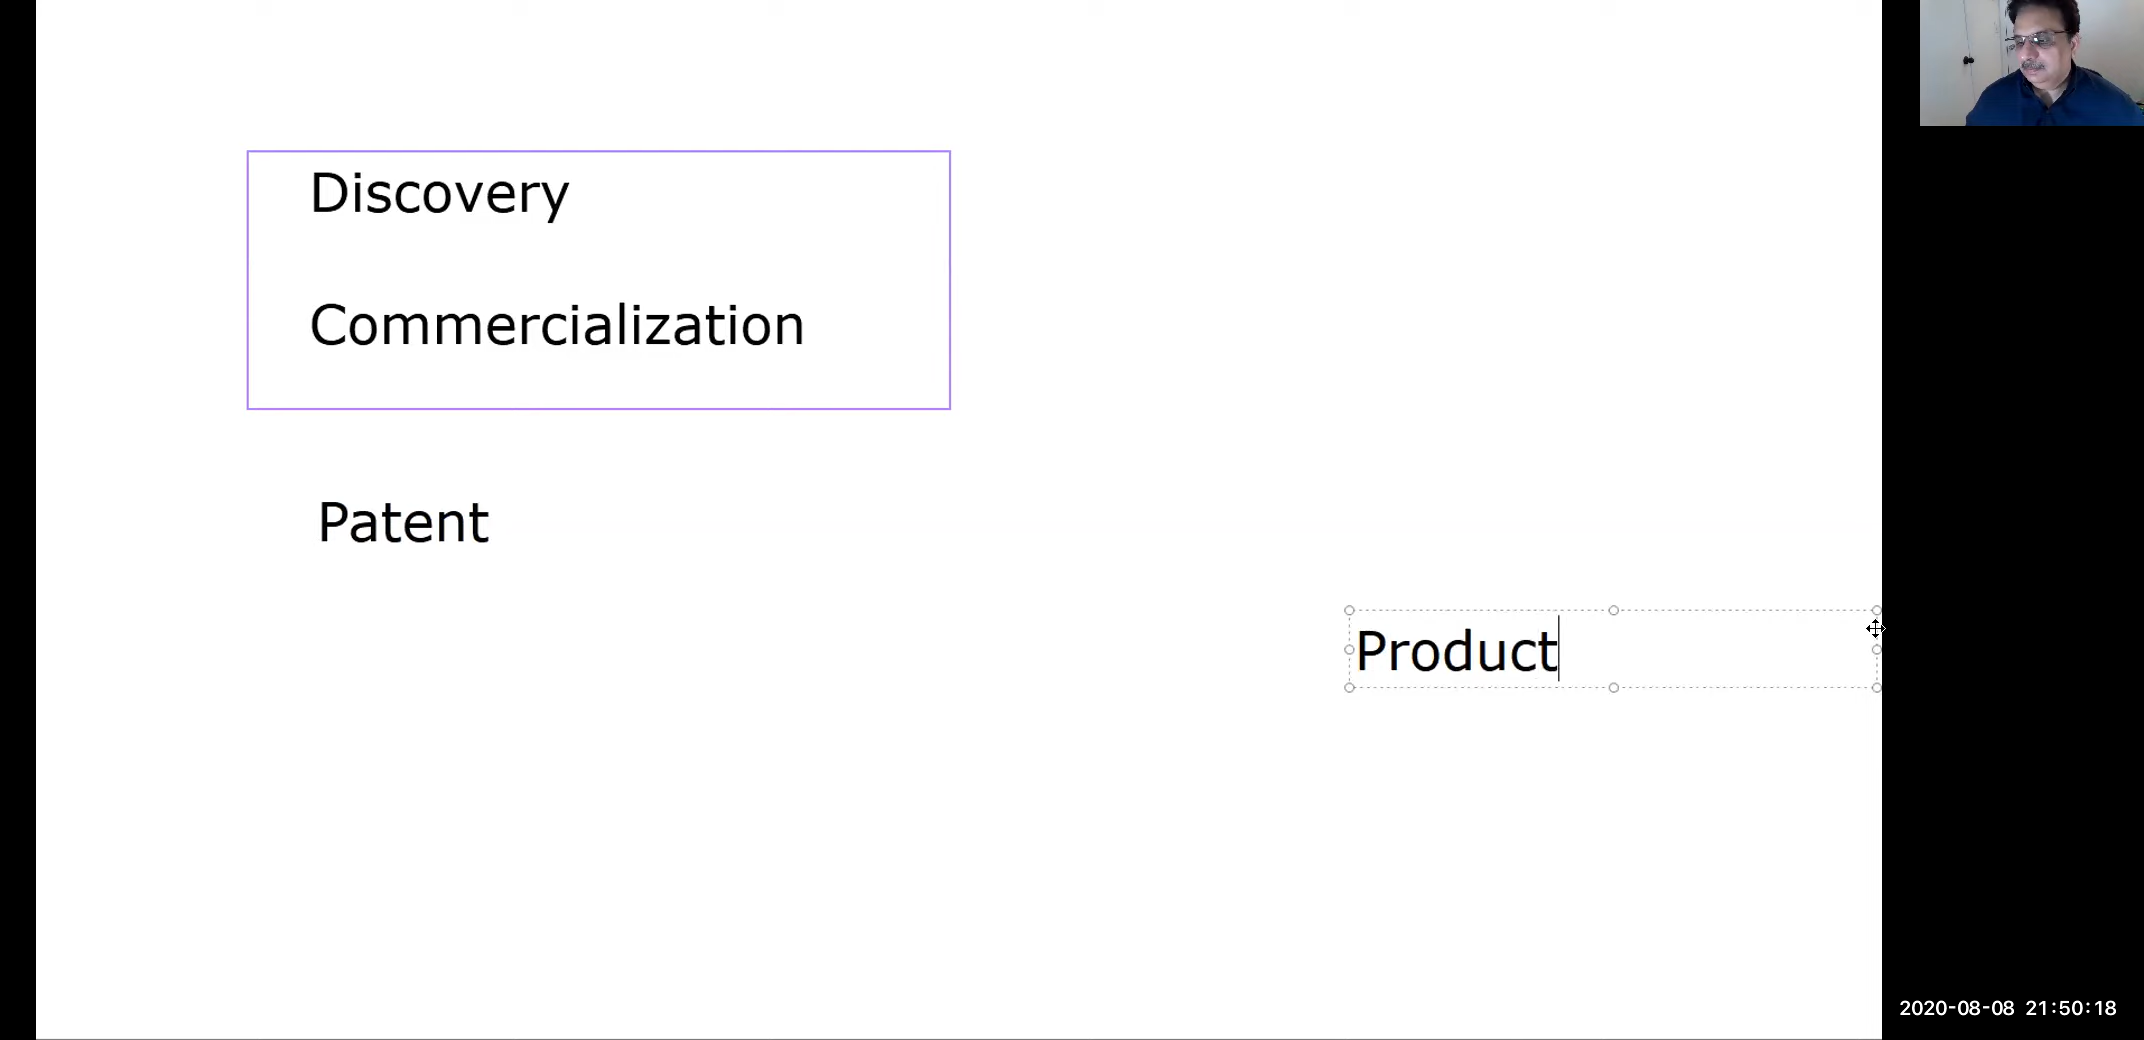 Discovery
Commercialization
Patent
Product
2020-08-08 21:50:18